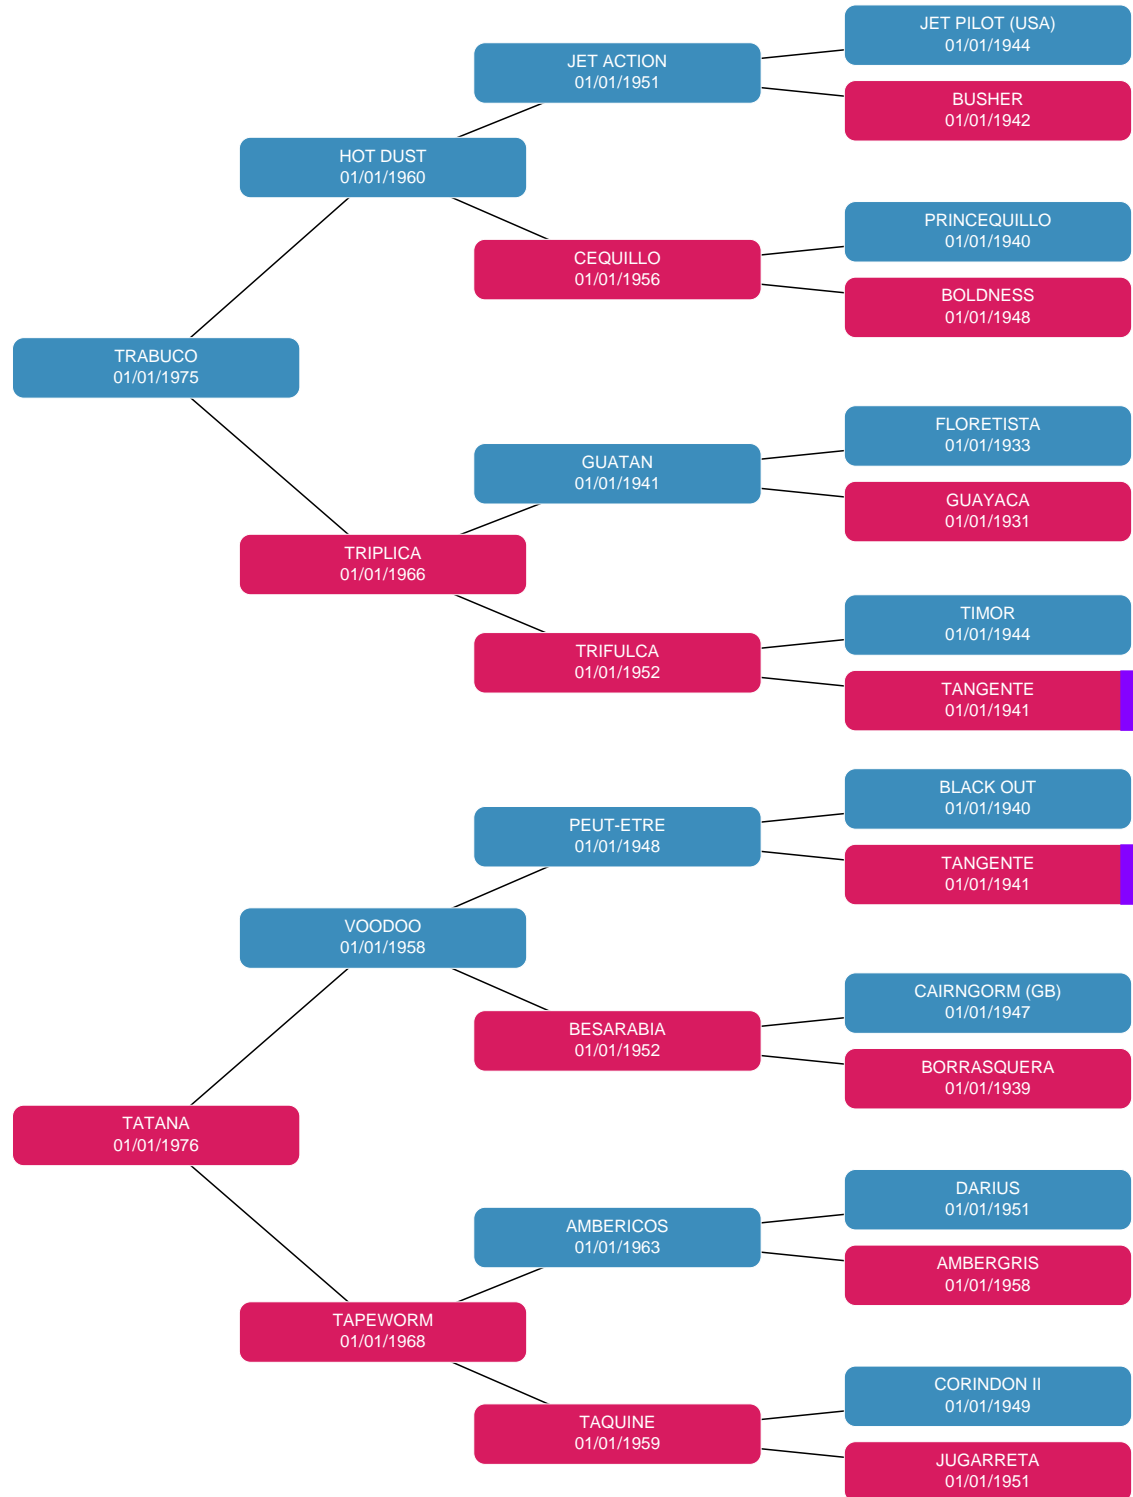 JET PILOT (USA)
01/01/1944
JET ACTION
01/01/1951
BUSHER
01/01/1942
HOT DUST
01/01/1960
PRINCEQUILLO
01/01/1940
CEQUILLO
01/01/1956
BOLDNESS
01/01/1948
TRABUCO
01/01/1975
FLORETISTA
01/01/1933
GUATAN
01/01/1941
GUAYACA
01/01/1931
TRIPLICA
01/01/1966
TIMOR
01/01/1944
TRIFULCA
01/01/1952
TANGENTE
01/01/1941
BLACK OUT
01/01/1940
PEUT-ETRE
01/01/1948
TANGENTE
01/01/1941
VOODOO
01/01/1958
CAIRNGORM (GB)
01/01/1947
BESARABIA
01/01/1952
BORRASQUERA
01/01/1939
TATANA
01/01/1976
DARIUS
01/01/1951
AMBERICOS
01/01/1963
AMBERGRIS
01/01/1958
TAPEWORM
01/01/1968
CORINDON II
01/01/1949
TAQUINE
01/01/1959
JUGARRETA
01/01/1951